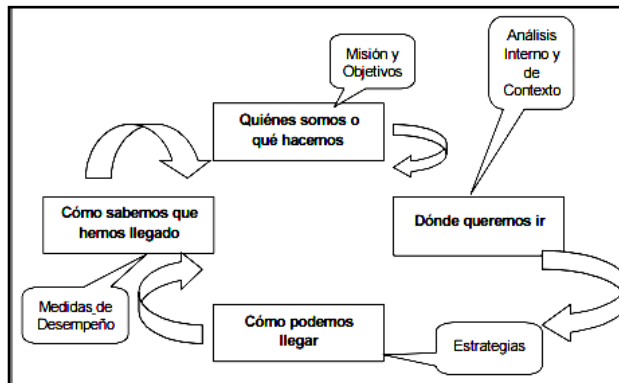 Misión y
Objetivos
Análisis
Interno y
de
Contexto
Quiénes somos o
qué hacemos
Cómo sabemos que
hemos llegado
Dónde queremos ir
Medidas de
Desempeño
Cómo podemos
llegar
Estrategias